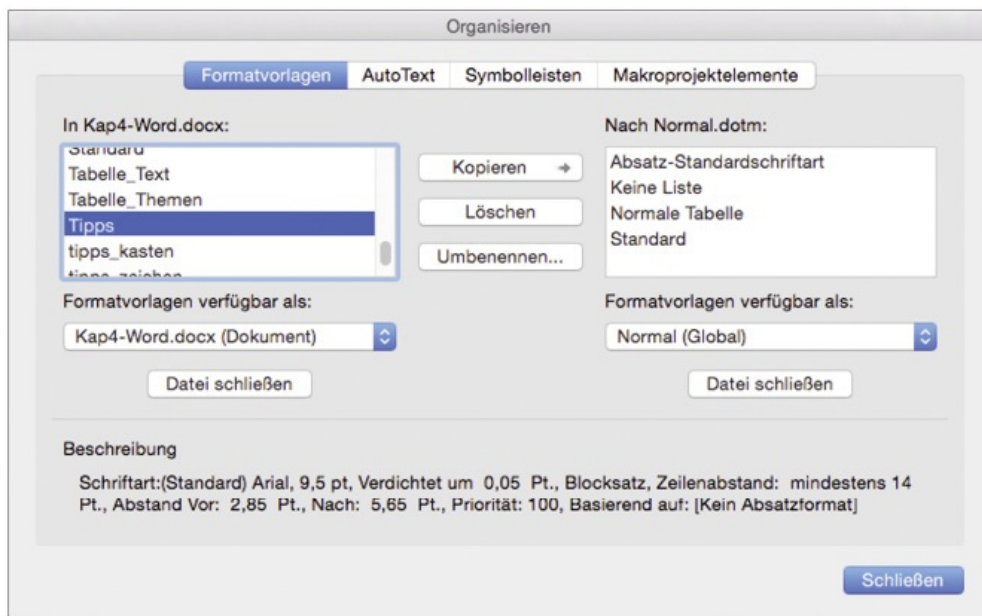 Organisieren
Formatvorlagen AutoText Symbolleisten Makroprojektelemente
In Kap4-Word.docx:
Nach Normal.dotm:
Standard
Tabelle_Text
Tabelle_Themen
Tipps
tipps_kasten
tipps_zeichen
Kopieren
Löschen
Umbenennen...
Absatz-Standardschriftart
Keine Liste
Normale Tabelle
Standard
Formatvorlagen verfügbar als:
Kap4-Word.docx (Dokument)
Datei schließen
Formatvorlagen verfügbar als:
Normal (Global)
Datei schließen
Beschreibung
Schriftart:(Standard) Arial, 9,5 pt, Verdichtet um 0,05 Pt., Blocksatz, Zeilenabstand: mindestens 14
Pt., Abstand Vor: 2,85 Pt., Nach: 5,65 Pt., Priorität: 100, Basierend auf: [Kein Absatzformat]
Schließen